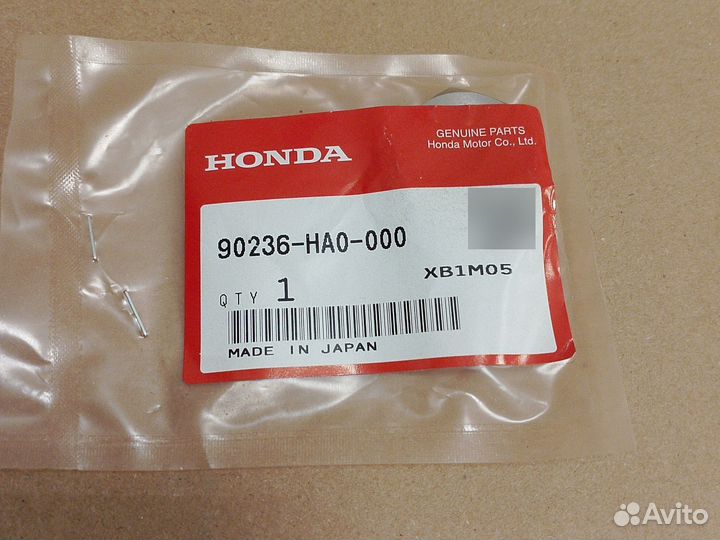 GENUINE PARTS
Honda Motor Co., Ltd.
HONDA
90236-HA0-000
XB1M05
QTY 1
MADE IN JAPAN
Avito